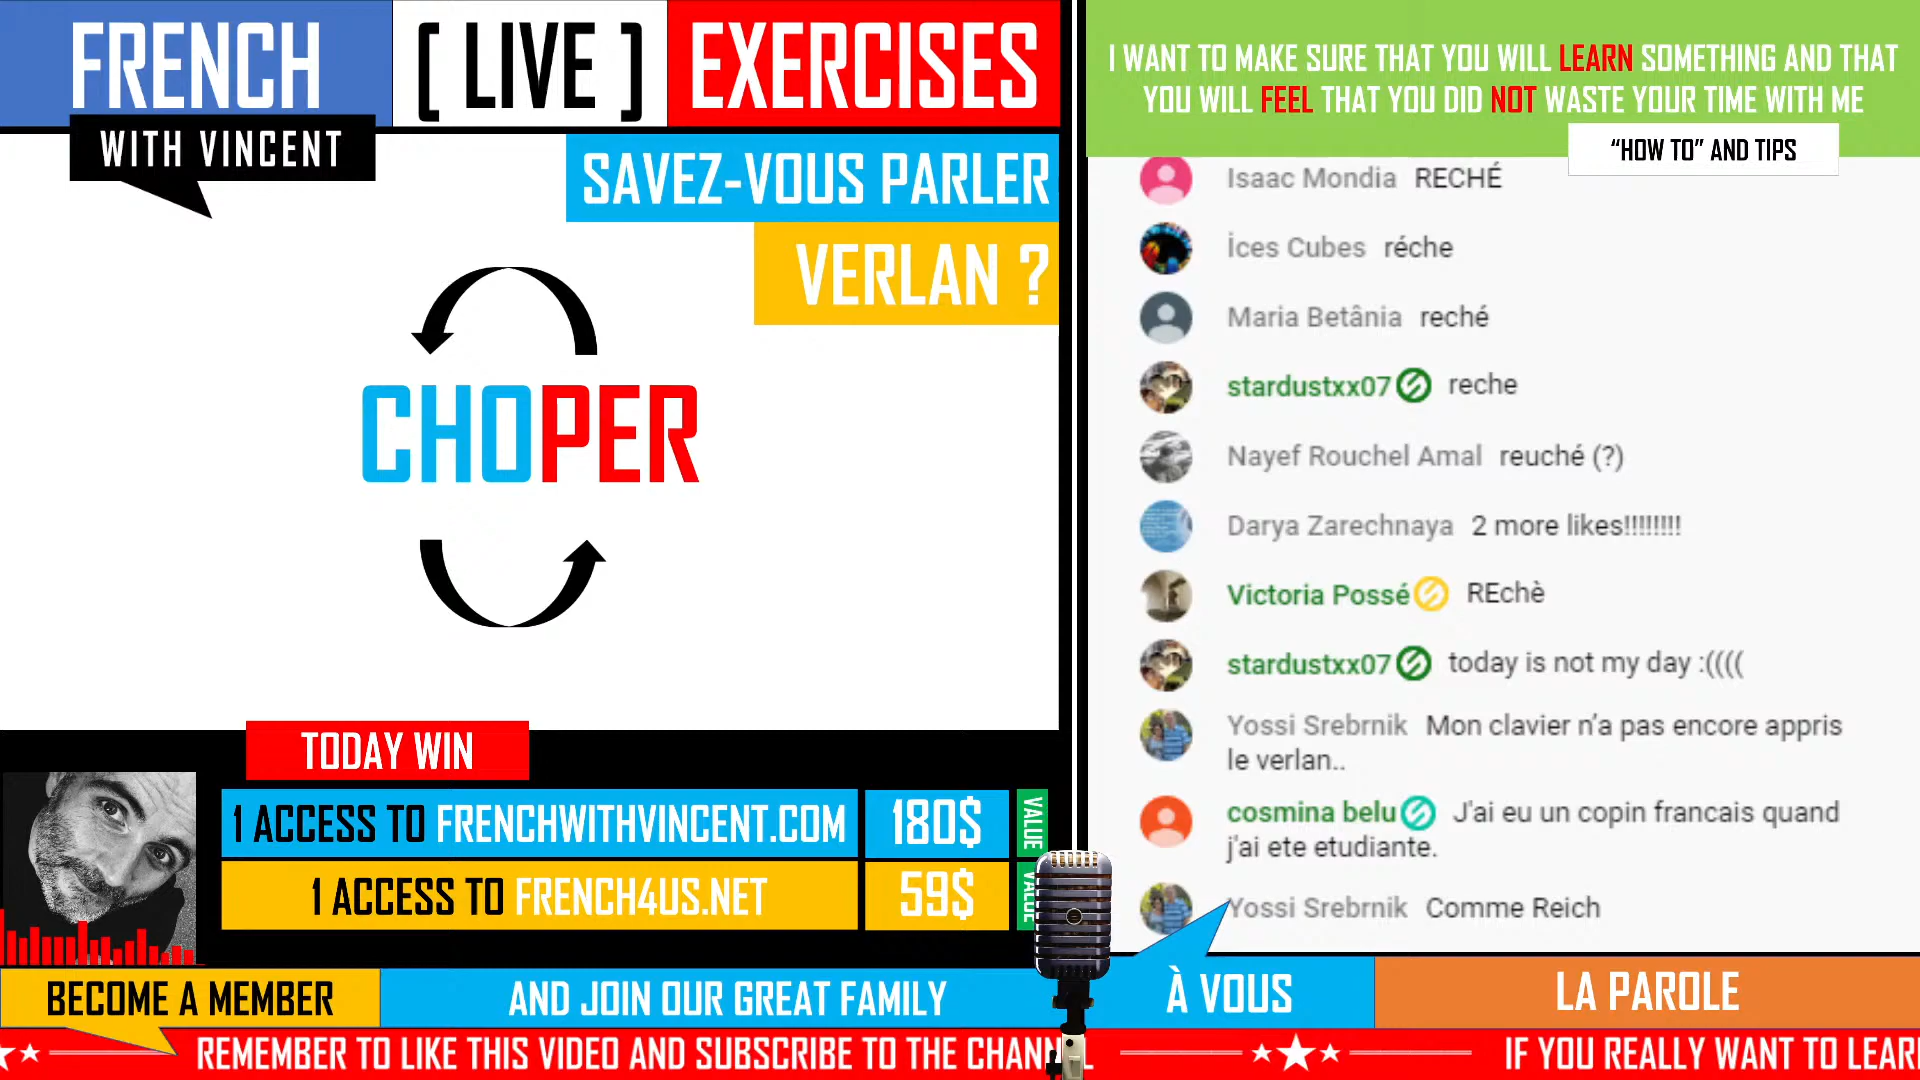 FRENCH
[ LIVE ]
EXERCISES
WITH VINCENT
SAVEZ-VOUS PARLER
VERLAN ?
CHOPER
TODAY WIN
1 ACCESS TO FRENCHWITHVINCENT.COM
180$
VALUE
1 ACCESS TO FRENCH4US.NET
59$
VALUE
BECOME A MEMBER
AND JOIN OUR GREAT FAMILY
I WANT TO MAKE SURE THAT YOU WILL LEARN SOMETHING AND THAT
YOU WILL FEEL THAT YOU DID NOT WASTE YOUR TIME WITH ME
“HOW TO” AND TIPS
Isaac Mondia RECHÉ
İces Cubes réche
Maria Betânia reché
stardustxx07 reche
Nayef Rouchel Amal reuché (?)
Darya Zarechnaya 2 more likes!!!!!!!!
Victoria Possé REchè
stardustxx07 today is not my day :((((
Yossi Srebrnik Mon clavier n’a pas encore appris
le verlan..
cosmina belu J'ai eu un copin francais quand
j'ai ete etudiante.
Yossi Srebrnik Comme Reich
À VOUS
LA PAROLE
REMEMBER TO LIKE THIS VIDEO AND SUBSCRIBE TO THE CHANNEL
IF YOU REALLY WANT TO LEAR